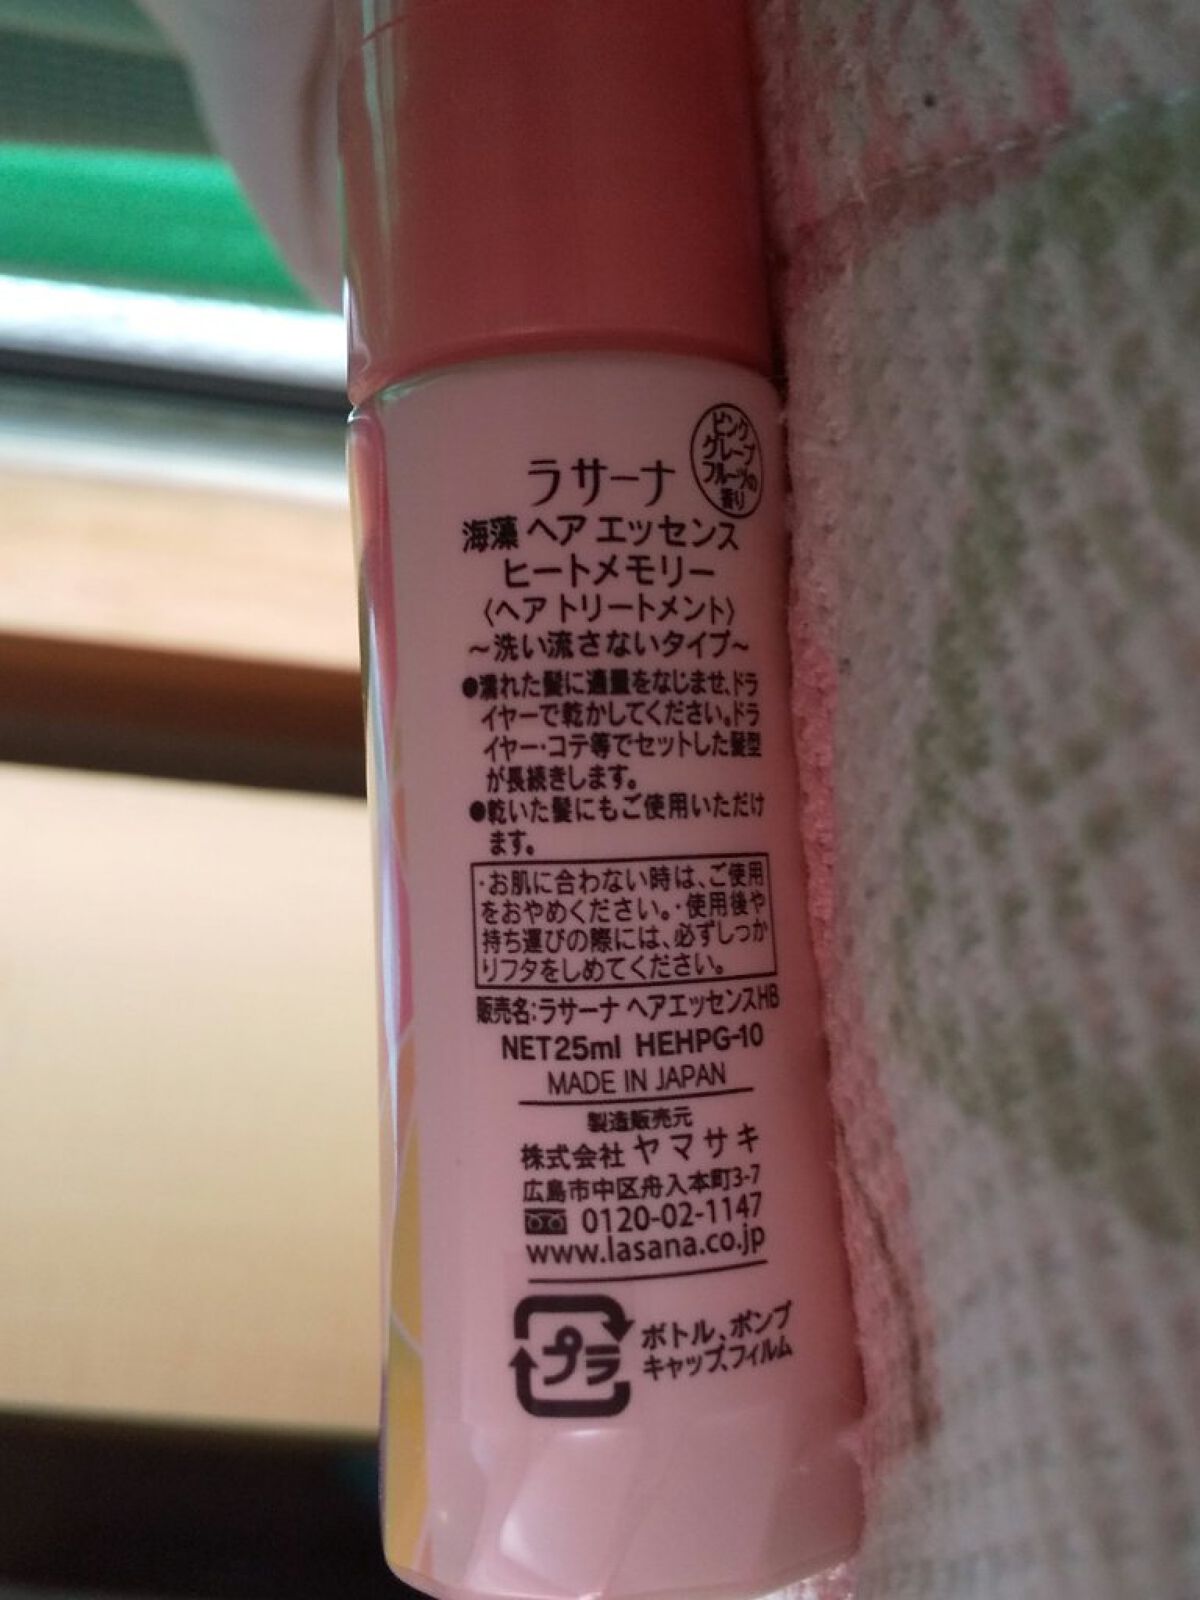 ピンク
グレープ
フルーツの
香り
ラサーナ
海藻 ヘア エッセンス
ヒートメモリー
〈ヘア トリートメント〉
～洗い流さないタイプ～
●濡れた髪に適量をなじませ、ドラ
イヤーで乾かしてください。ドラ
イヤー・コテ等でセットした髪型
が長続きします。
●乾いた髪にもご使用いただけ
ます。
・お肌に合わない時は、ご使用
をおやめください。・使用後や
持ち運びの際には、必ずしっか
りフタをしめてください。
販売名:ラサーナ ヘアエッセンスHB
NET25ml HEHPG-10
MADE IN JAPAN
製造販売元
株式会社 ヤマサキ
広島市中区舟入本町3-7
0120-02-1147
www.lasana.co.jp
プラ
ボトル、ポンプ
キャップ、フィルム